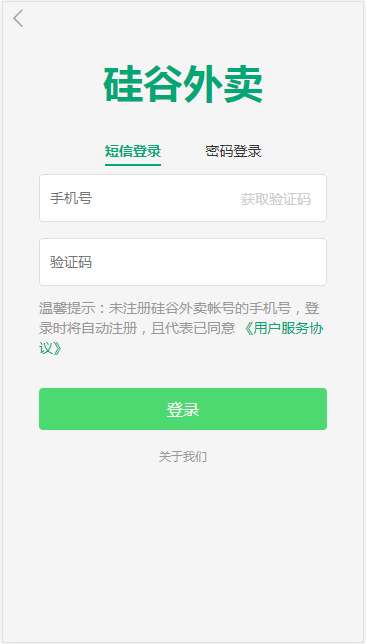 硅谷外卖
短信登录 密码登录
手机号 获取验证码
验证码
温馨提示：未注册硅谷外卖帐号的手机号，登
录时将自动注册，且代表已同意《用户服务协
议》
登录
关于我们